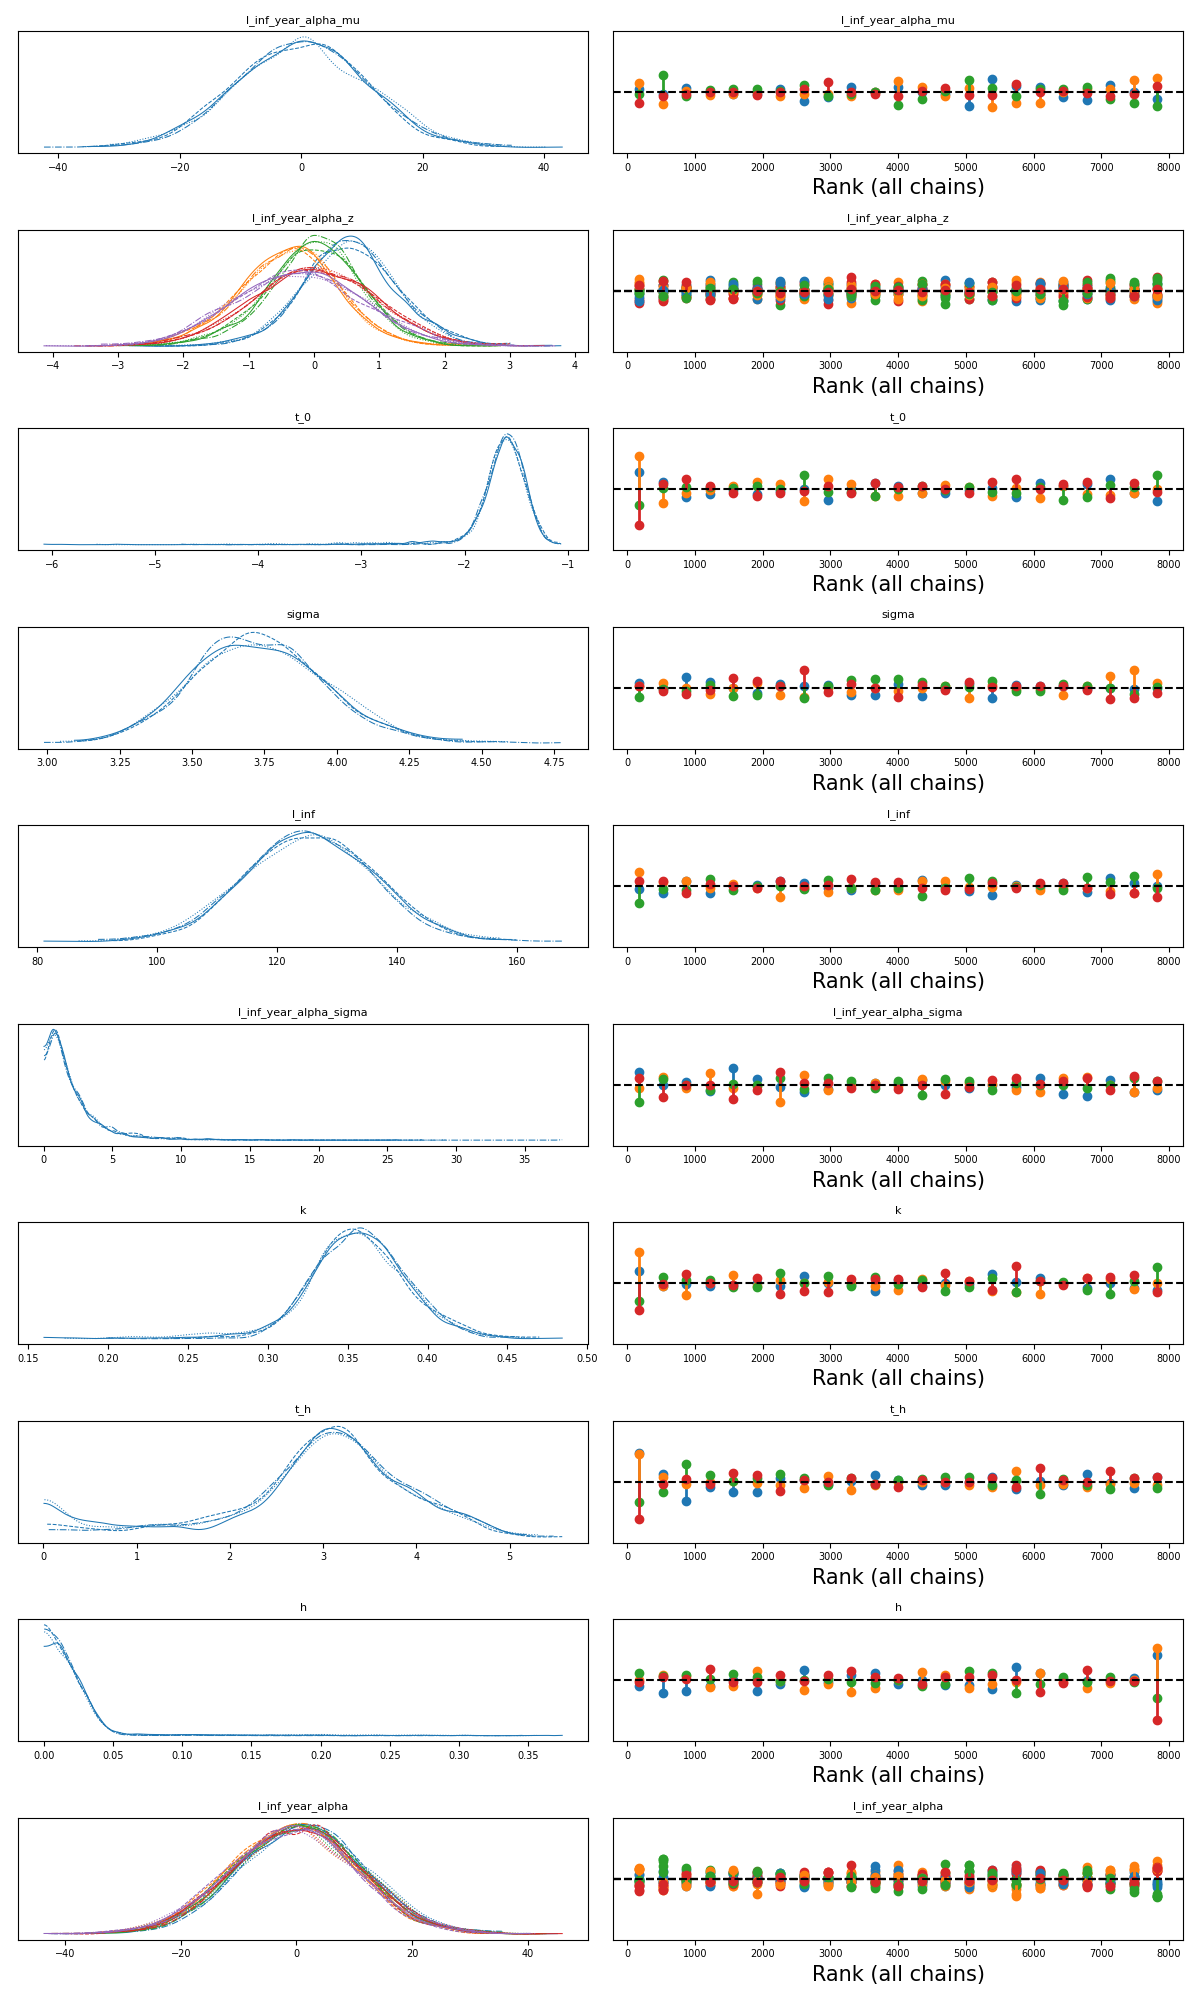 l_inf_year_alpha_mu l_inf_year_alpha_mu
−40 −20 0 20 40 0 1000 2000 3000 4000 5000 6000 7000 8000
Rank (all chains)
l_inf_year_alpha_z l_inf_year_alpha_z
−4 −3 −2 −1 0 1 2 3 4 0 1000 2000 3000 4000 5000 6000 7000 8000
Rank (all chains)
t_0 t_0
−6 −5 −4 −3 −2 −1 0 1000 2000 3000 4000 5000 6000 7000 8000
Rank (all chains)
sigma sigma
3.00 3.25 3.50 3.75 4.00 4.25 4.50 4.75 0 1000 2000 3000 4000 5000 6000 7000 8000
Rank (all chains)
l_inf l_inf
80 100 120 140 160 0 1000 2000 3000 4000 5000 6000 7000 8000
Rank (all chains)
l_inf_year_alpha_sigma l_inf_year_alpha_sigma
0 5 10 15 20 25 30 35 0 1000 2000 3000 4000 5000 6000 7000 8000
Rank (all chains)
k k
0.15 0.20 0.25 0.30 0.35 0.40 0.45 0.50 0 1000 2000 3000 4000 5000 6000 7000 8000
Rank (all chains)
t_h t_h
0 1 2 3 4 5 0 1000 2000 3000 4000 5000 6000 7000 8000
Rank (all chains)
h h
0.00 0.05 0.10 0.15 0.20 0.25 0.30 0.35 0 1000 2000 3000 4000 5000 6000 7000 8000
Rank (all chains)
l_inf_year_alpha l_inf_year_alpha
−40 −20 0 20 40 0 1000 2000 3000 4000 5000 6000 7000 8000
Rank (all chains)